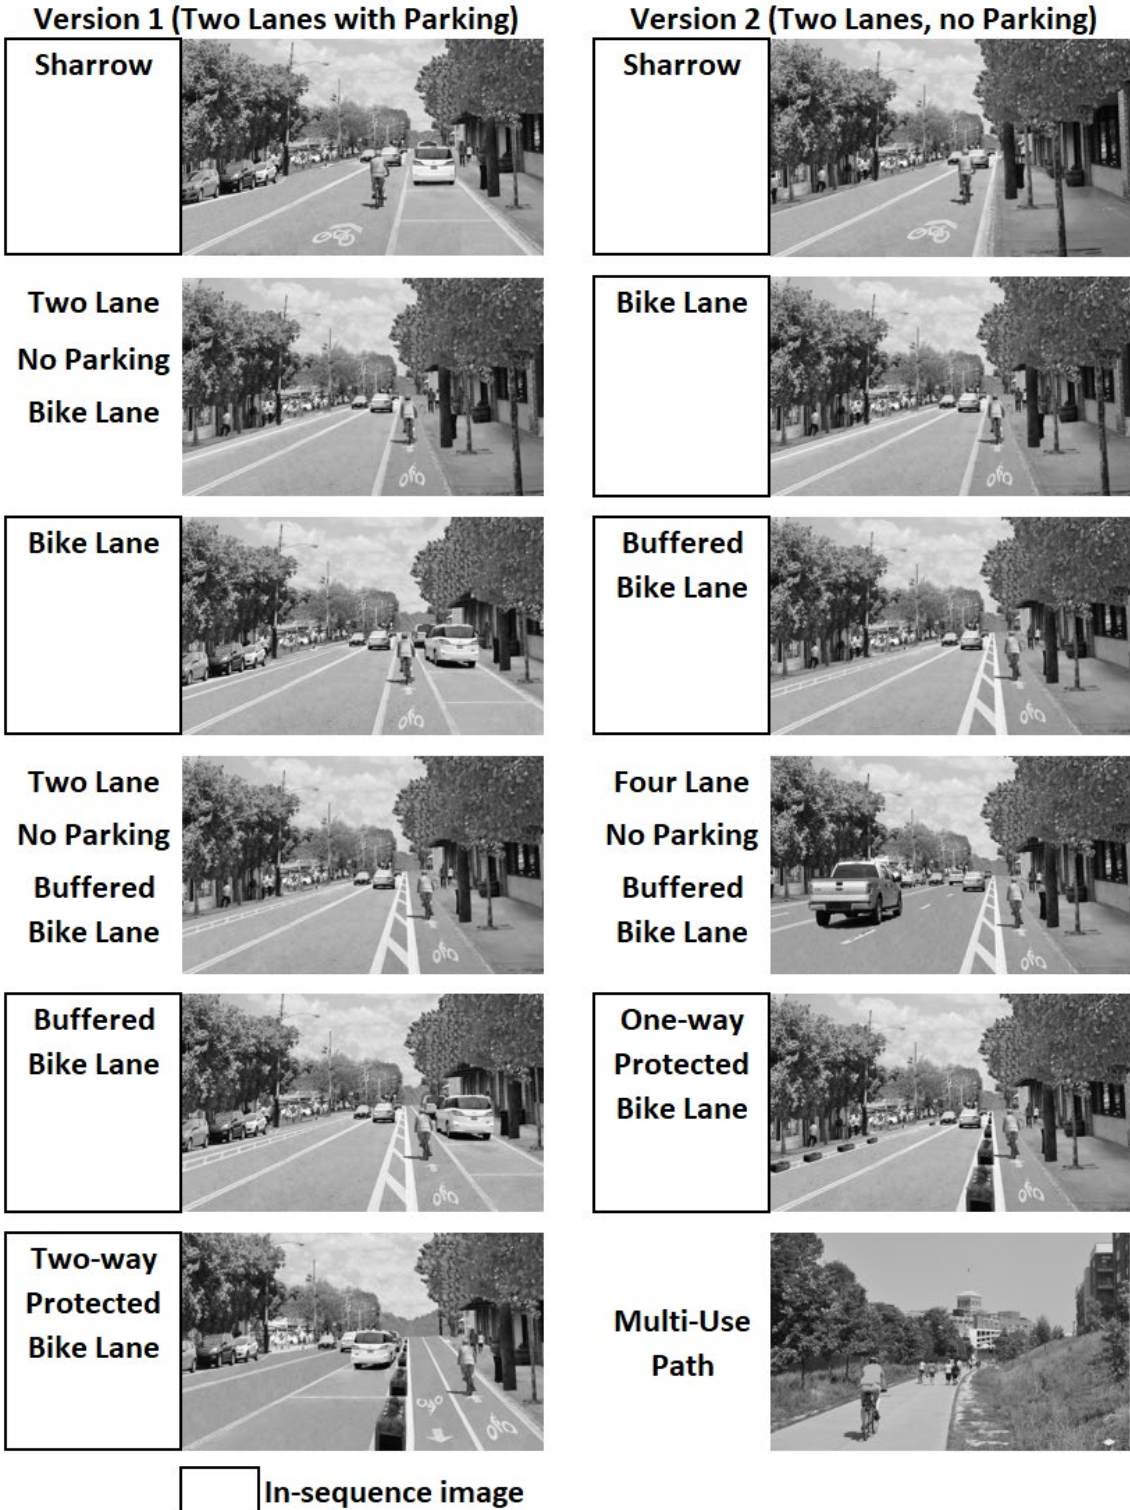 Version 1 (Two Lanes with Parking)
Sharrow
Two Lane
No Parking
Bike Lane
Bike Lane
Two Lane
No Parking
Buffered
Bike Lane
Buffered
Bike Lane
Two-way
Protected
Bike Lane
Version 2 (Two Lanes, no Parking)
Sharrow
Bike Lane
Buffered
Bike Lane
Four Lane
No Parking
Buffered
Bike Lane
One-way
Protected
Bike Lane
Multi-Use
Path
In-sequence image